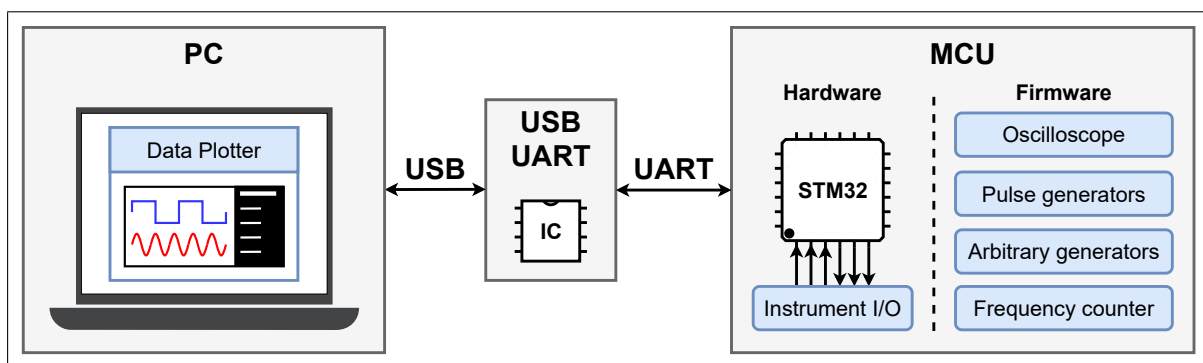 PC
Data Plotter
USB
USB
UART
IC
UART
MCU
Hardware
STM32
Instrument I/O
Firmware
Oscilloscope
Pulse generators
Arbitrary generators
Frequency counter